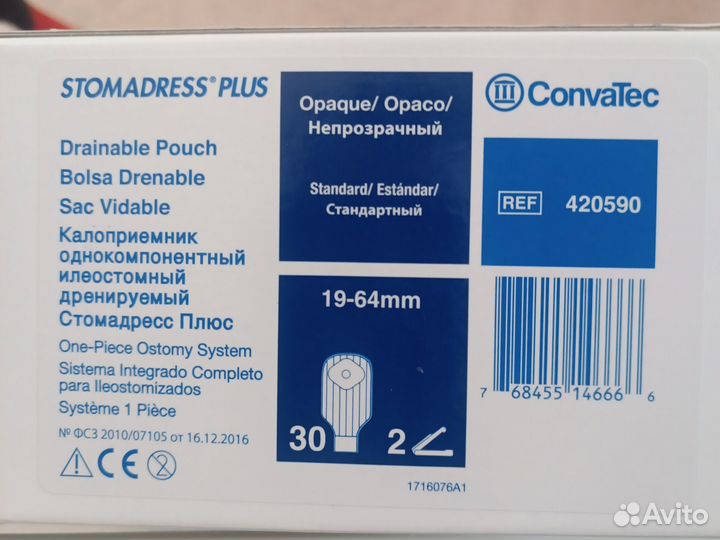 STOMADRESS® PLUS
Drainable Pouch
Bolsa Drenable
Sac Vidable
Калоприемник
однокомпонентный
илеостомный
дренируемый
Стомадресс Плюс
One-Piece Ostomy System
Sistema Integrado Completo
para Ileostomizados
Système 1 Pièce
№ ФСЗ 2010/07105 от 16.12.2016
CE
2
Opaque/ Opaco/
Непрозрачный
Standard/ Estándar/
Стандартный
19-64mm
30
2
1716076A1
ConvaTec
REF 420590
7 68455 14666 6
Avito